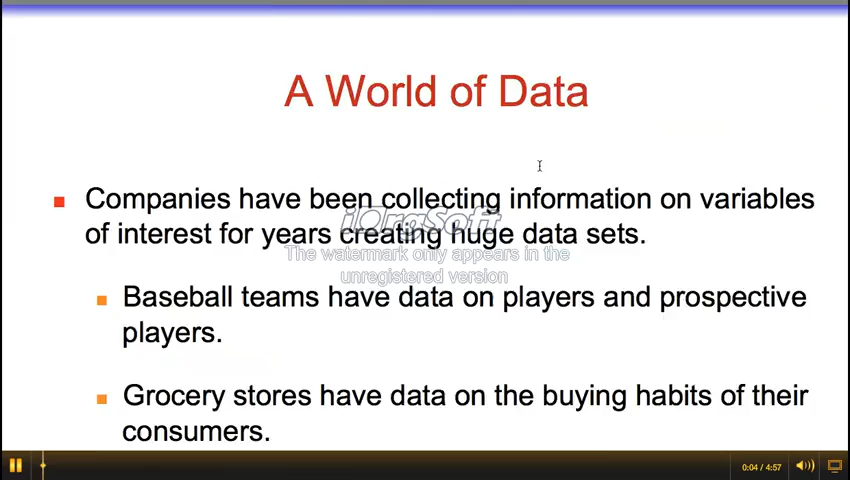 A World of Data
Companies have been collecting information on variables
of interest for years creating huge data sets.
iOrgSoft
The watermark only appears in the
unregistered version
Baseball teams have data on players and prospective
players.
Grocery stores have data on the buying habits of their
consumers.
0:04 / 4:57